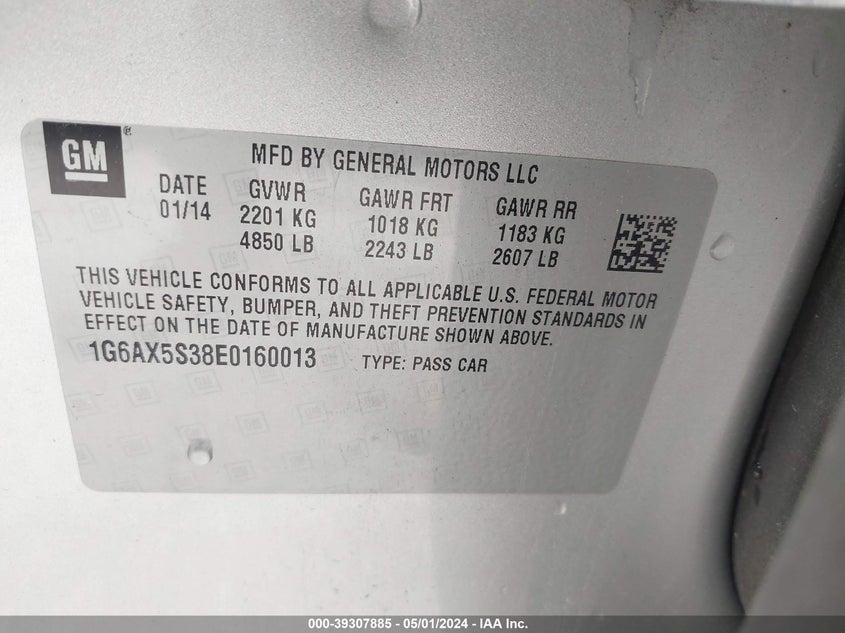 GM®
MFD BY GENERAL MOTORS LLC
DATE GVWR GAWR FRT GAWR RR
01/14 2201 KG 1018 KG 1183 KG
4850 LB 2243 LB 2607 LB
THIS VEHICLE CONFORMS TO ALL APPLICABLE U.S. FEDERAL MOTOR
VEHICLE SAFETY, BUMPER, AND THEFT PREVENTION STANDARDS IN
EFFECT ON THE DATE OF MANUFACTURE SHOWN ABOVE.
1G6AX5S38E0160013 TYPE: PASS CAR
000-39307885 - 05/01/2024 - IAA Inc.